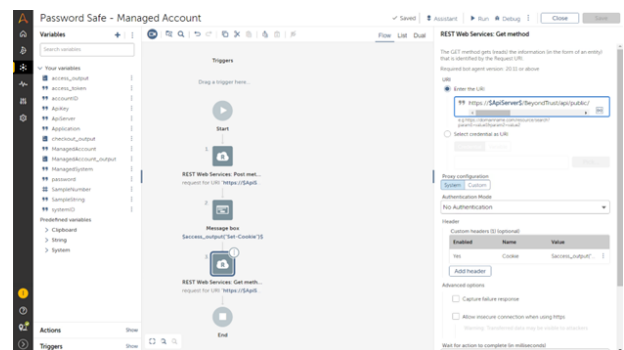 Password Safe - Managed Account
Saved
Assistant
Run
Debug
Close
Save
Variables
Search variables
Your variables
access_output
access_token
accountID
ApiKey
ApiServer
Application
checkout_output
ManagedAccount
ManagedAccount_output
ManagedSystem
password
SampleNumber
SampleString
systemID
Predefined variables
Clipboard
String
System
Actions
Show
Triggers
Show
Flow List Dual
Triggers
Drag a trigger here...
Start
1.
REST Web Services: Post met...
request for URI "https://$ApiS...
2.
Message box
$access_output{"Set-Cookie"}$
3.
REST Web Services: Get meth...
request for URI "https://$ApiS...
End
REST Web Services: Get method
The GET method gets (reads) the information (in the form of an entity)
that is identified by the Request URI.
Required bot agent version: 20.11 or above
URI
Enter the URI:
https://$ApiServer$/BeyondTrust/api/public/
Select credential as URI
Proxy configuration
System Custom
Authentication Mode
No Authentication
Header
Custom headers ($) (optional)
Enabled Name Value
Yes Cookie $access_output{"...
Add header
Advanced options
Capture failure response
Allow insecure connection when using https
Wait for action to complete (in milliseconds)